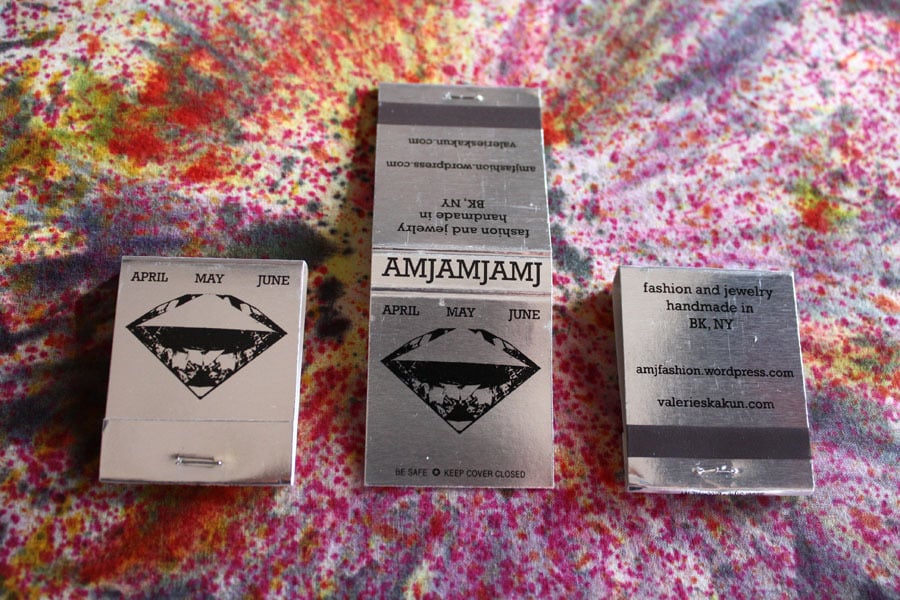 APRIL MAY JUNE
valerieskakun.com
amjfashion.wordpress.com
fashion and jewelry
handmade in
BK, NY
AMJAMJAMJ
APRIL MAY JUNE
BE SAFE ✪ KEEP COVER CLOSED
fashion and jewelry
handmade in
BK, NY
amjfashion.wordpress.com
valerieskakun.com